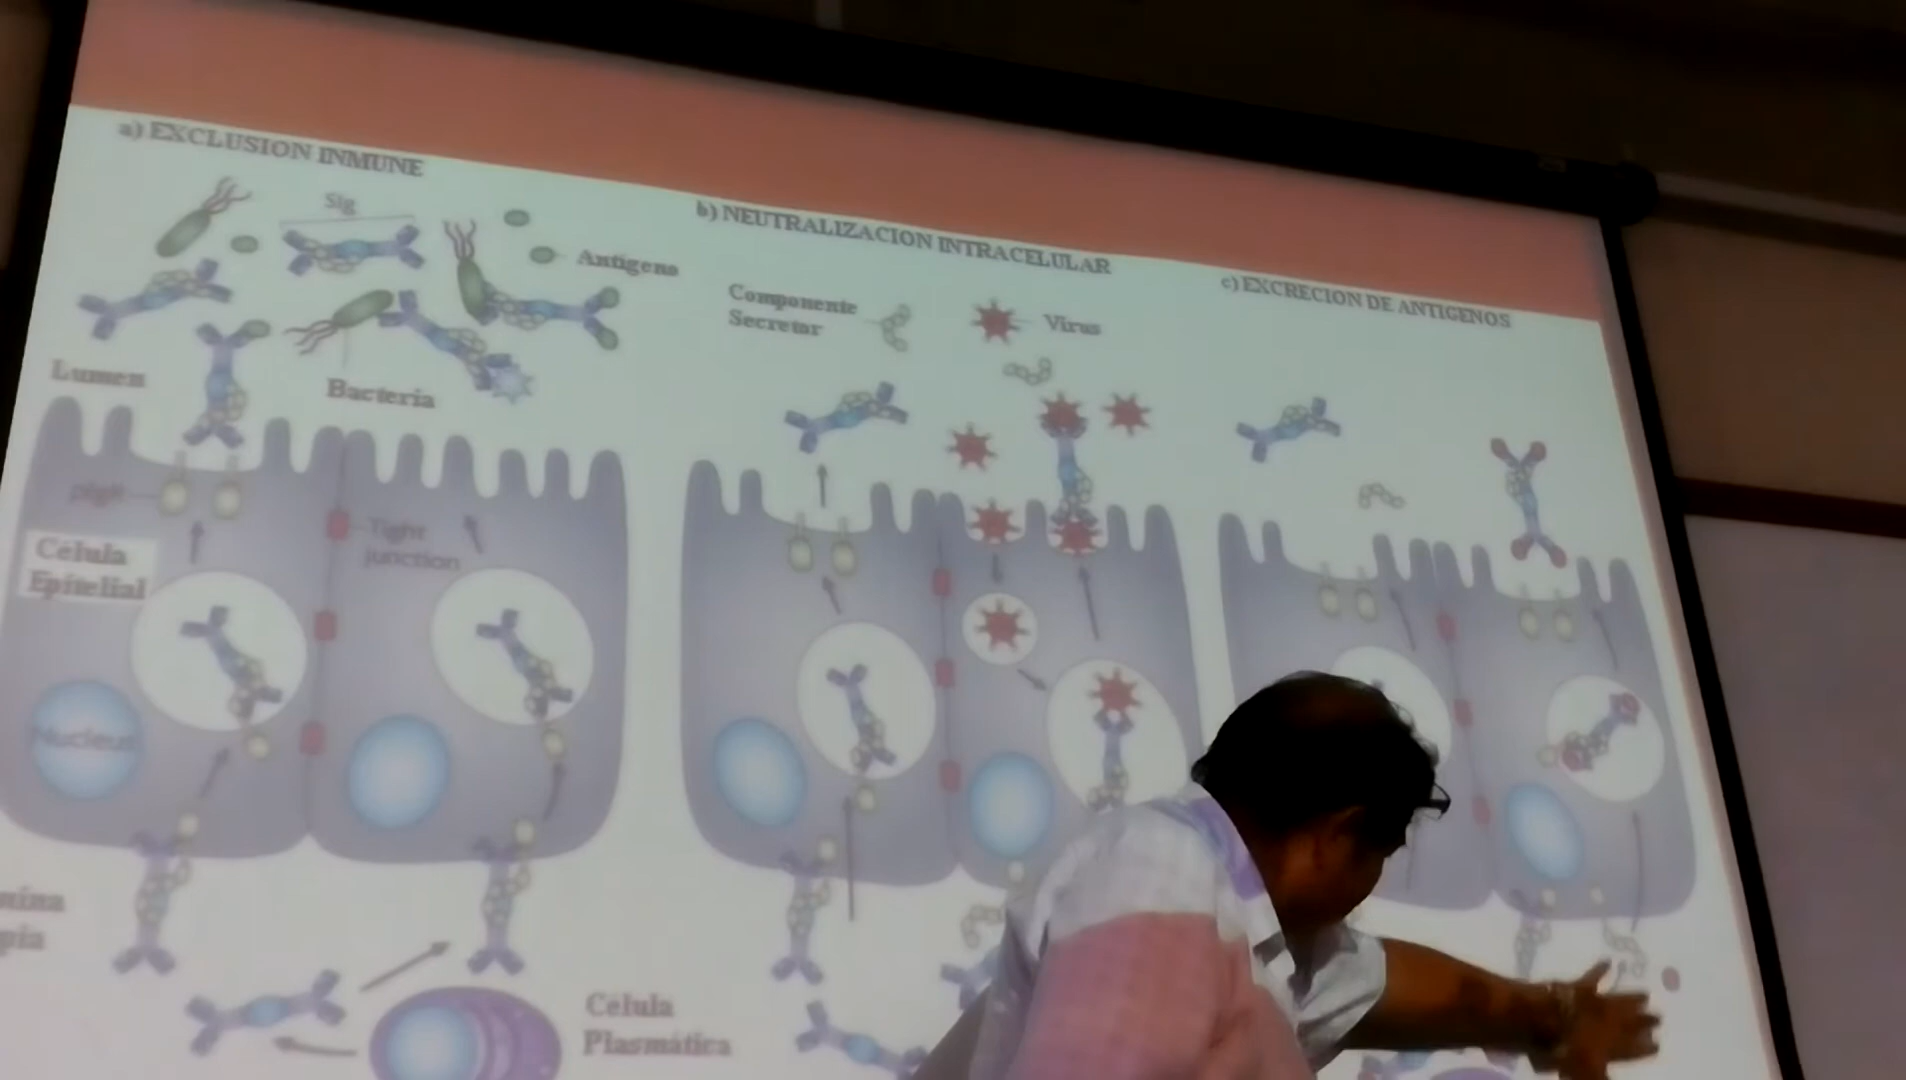 a) EXCLUSION INMUNE
SIg
Antígeno
Lumen
Bacteria
pIgR
Tight
junction
Célula
Epitelial
Nucleus
Célula
Plasmática
b) NEUTRALIZACION INTRACELULAR
Componente
Secretor
Virus
c) EXCRECION DE ANTIGENOS